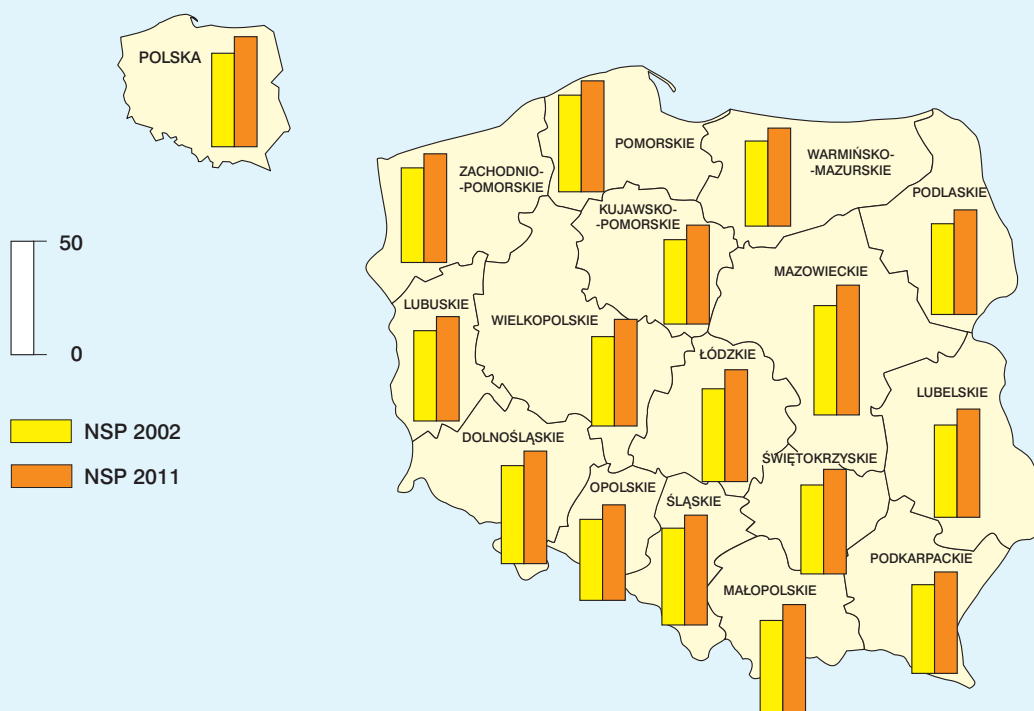 POLSKA
POMORSKIE
WARMIŃSKO-
-MAZURSKIE
ZACHODNIO-
-POMORSKIE
PODLASKIE
KUJAWSKO-
-POMORSKIE
50
0
MAZOWIECKIE
LUBUSKIE
WIELKOPOLSKIE
ŁÓDZKIE
LUBELSKIE
NSP 2002
NSP 2011
DOLNOŚLĄSKIE
ŚWIĘTOKRZYSKIE
OPOLSKIE
ŚLĄSKIE
PODKARPACKIE
MAŁOPOLSKIE